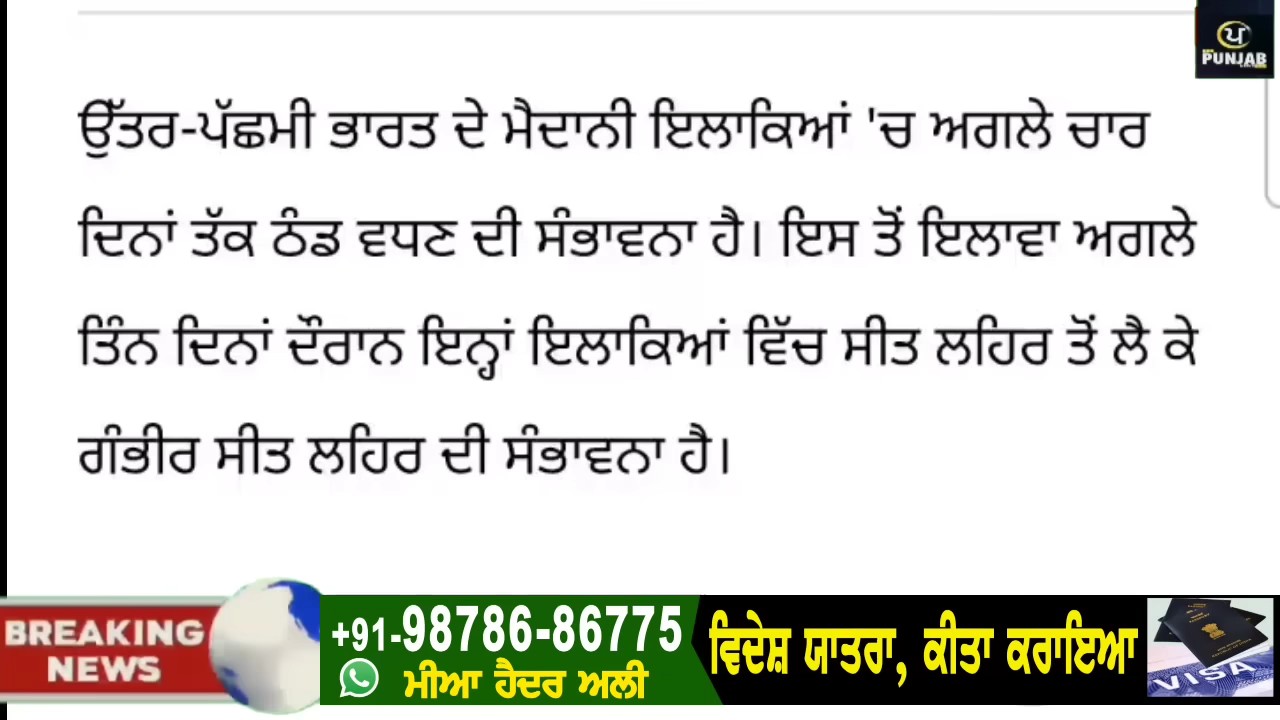 ਪ
PUNJAB
ਉੱਤਰ-ਪੱਛਮੀ ਭਾਰਤ ਦੇ ਮੈਦਾਨੀ ਇਲਾਕਿਆਂ 'ਚ ਅਗਲੇ ਚਾਰ
ਦਿਨਾਂ ਤੱਕ ਠੰਡ ਵਧਣ ਦੀ ਸੰਭਾਵਨਾ ਹੈ। ਇਸ ਤੋਂ ਇਲਾਵਾ ਅਗਲੇ
ਤਿੰਨ ਦਿਨਾਂ ਦੌਰਾਨ ਇਨ੍ਹਾਂ ਇਲਾਕਿਆਂ ਵਿੱਚ ਸੀਤ ਲਹਿਰ ਤੋਂ ਲੈ ਕੇ
ਗੰਭੀਰ ਸੀਤ ਲਹਿਰ ਦੀ ਸੰਭਾਵਨਾ ਹੈ।
BREAKING
NEWS
+91-98786-86775
ਮੀਆ ਹੈਦਰ ਅਲੀ
ਵਿਦੇਸ਼ ਯਾਤਰਾ, ਕੀਤਾ ਕਰਾਇਆ
VISA